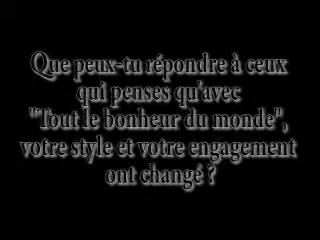 Que peux-tu répondre à ceux
qui penses qu'avec
"Tout le bonheur du monde",
votre style et votre engagement
ont changé ?